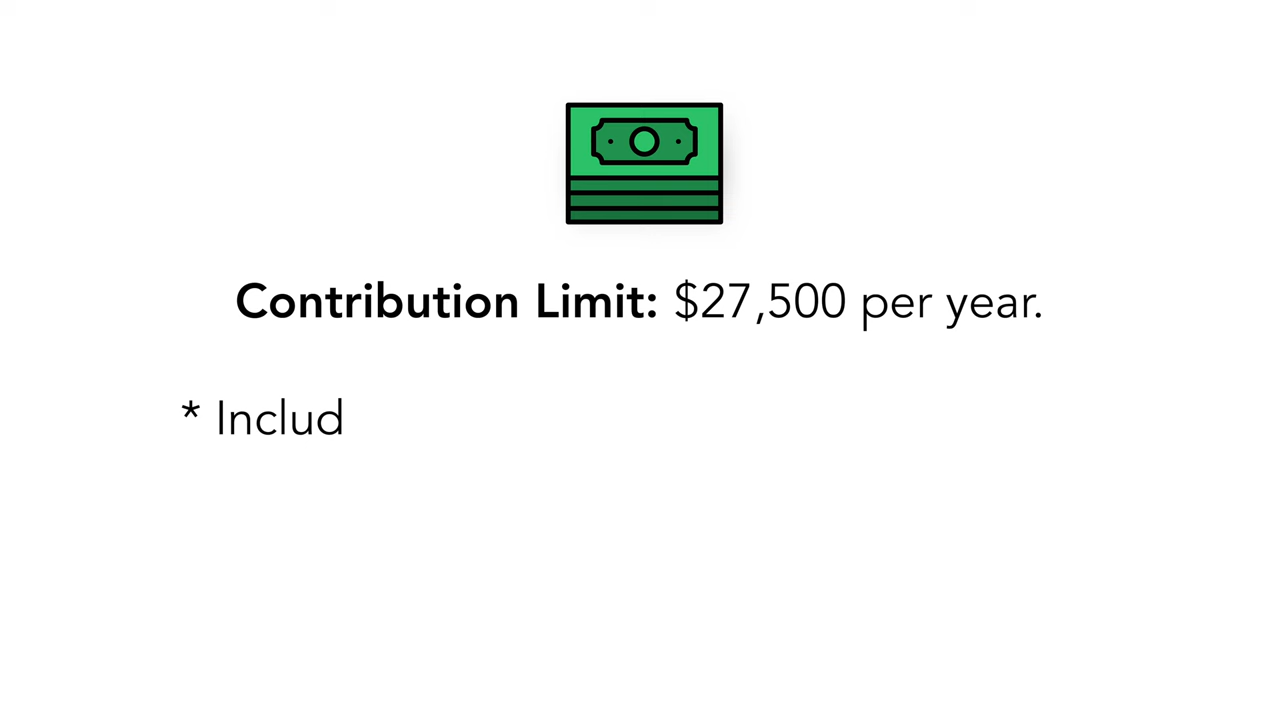 Contribution Limit: $27,500 per year.
* Includ